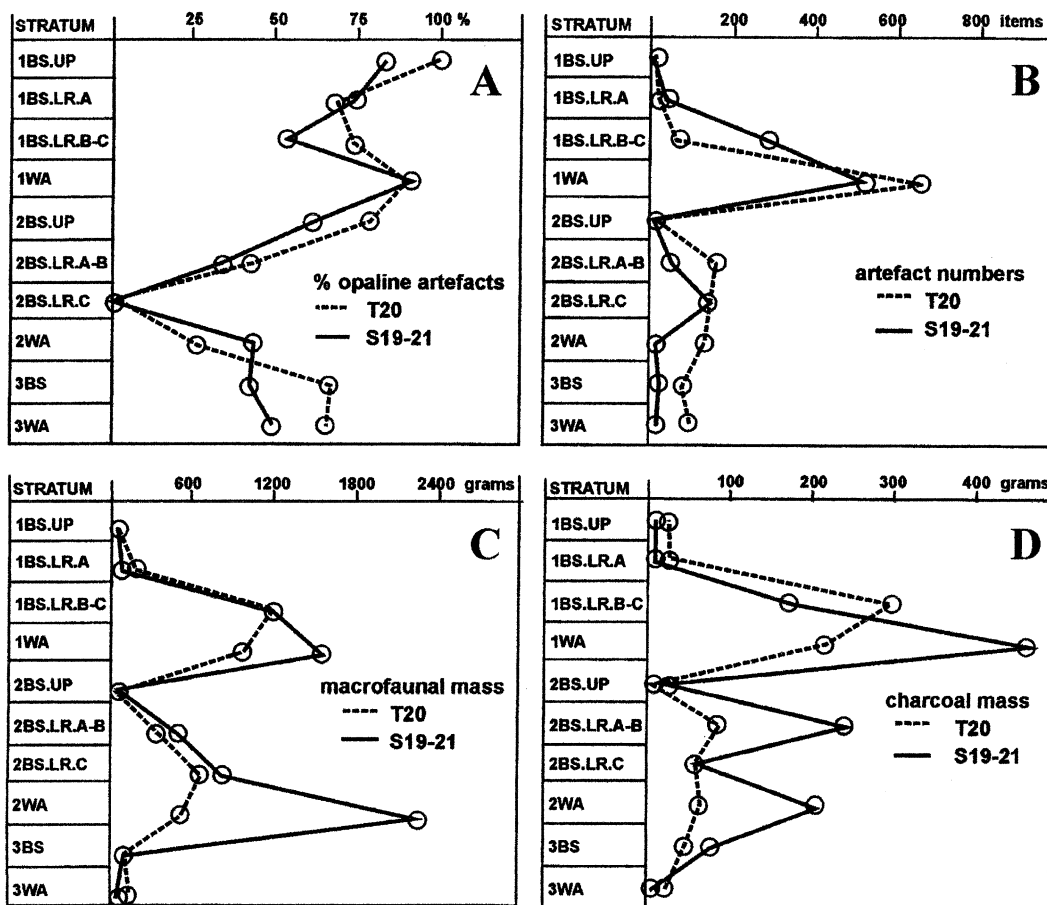 STRATUM 25 50 75 100 %
1BS.UP
1BS.LR.A
1BS.LR.B-C
1WA
2BS.UP
2BS.LR.A-B
2BS.LR.C
2WA
3BS
3WA
A
% opaline artefacts
T20
S19-21
STRATUM 200 400 600 800 items
1BS.UP
1BS.LR.A
1BS.LR.B-C
1WA
2BS.UP
2BS.LR.A-B
2BS.LR.C
2WA
3BS
3WA
B
artefact numbers
T20
S19-21
STRATUM 600 1200 1800 2400 grams
1BS.UP
1BS.LR.A
1BS.LR.B-C
1WA
2BS.UP
2BS.LR.A-B
2BS.LR.C
2WA
3BS
3WA
C
macrofaunal mass
T20
S19-21
STRATUM 0 100 200 300 400 grams
1BS.UP
1BS.LR.A
1BS.LR.B-C
1WA
2BS.UP
2BS.LR.A-B
2BS.LR.C
2WA
3BS
3WA
D
charcoal mass
T20
S19-21